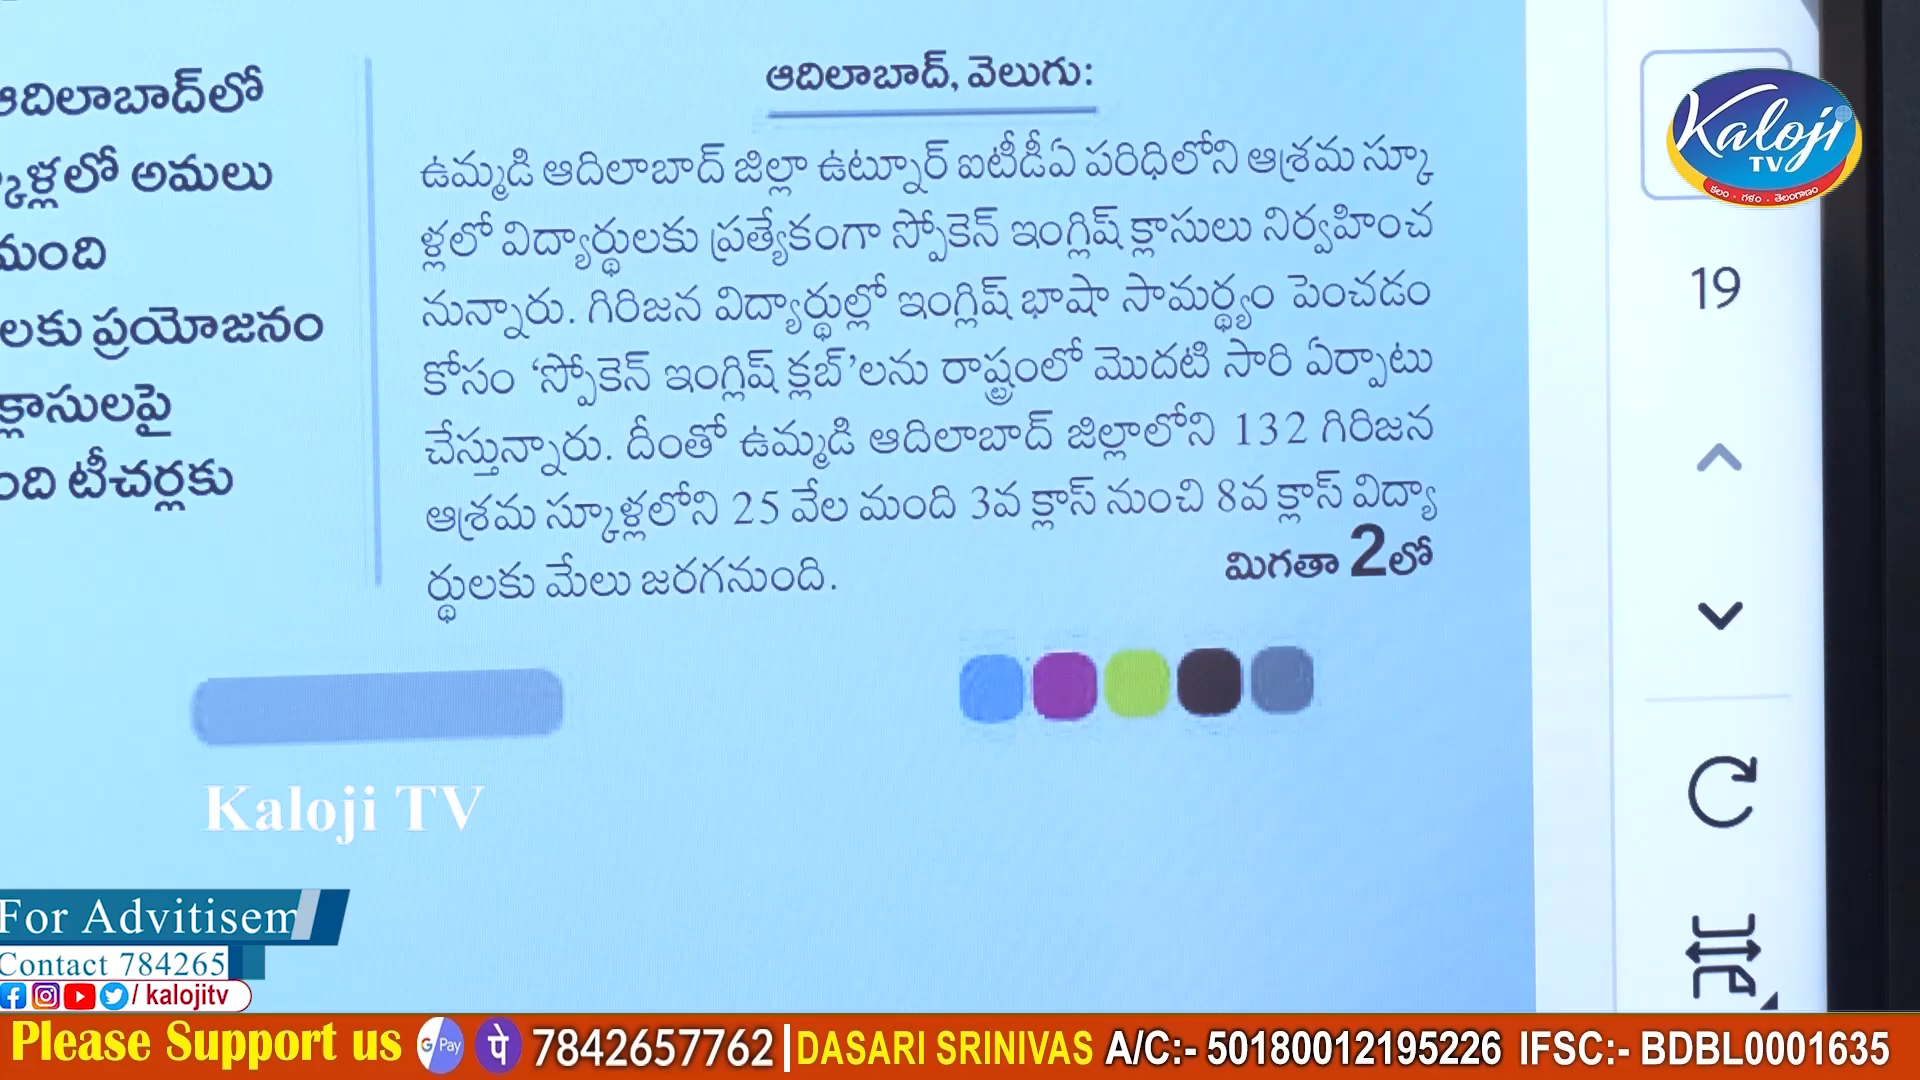 ఆదిలాబాద్‌లో
స్కూళ్లలో అమలు
మంది
లకు ప్రయోజనం
క్లాసులపై
ంది టీచర్లకు
ఆదిలాబాద్, వెలుగు:
ఉమ్మడి ఆదిలాబాద్ జిల్లా ఉట్నూర్ ఐటీడీఏ పరిధిలోని ఆశ్రమ స్కూ
ళ్లలో విద్యార్థులకు ప్రత్యేకంగా స్పోకెన్ ఇంగ్లిష్ క్లాసులు నిర్వహించ
నున్నారు. గిరిజన విద్యార్థుల్లో ఇంగ్లిష్ భాషా సామర్థ్యం పెంచడం
కోసం ‘స్పోకెన్ ఇంగ్లిష్ క్లబ్’లను రాష్ట్రంలో మొదటి సారి ఏర్పాటు
చేస్తున్నారు. దీంతో ఉమ్మడి ఆదిలాబాద్ జిల్లాలోని 132 గిరిజన
ఆశ్రమ స్కూళ్లలోని 25 వేల మంది 3వ క్లాస్ నుంచి 8వ క్లాస్ విద్యా
ర్థులకు మేలు జరగనుంది.
మిగతా 2లో
Kaloji
TV
కలం - గళం - తెలంగాణం
19
Kaloji TV
For Advitisem
Contact 784265
/ kalojitv
Please Support us G Pay పे 7842657762 | DASARI SRINIVAS A/C:- 50180012195226 IFSC:- BDBL0001635